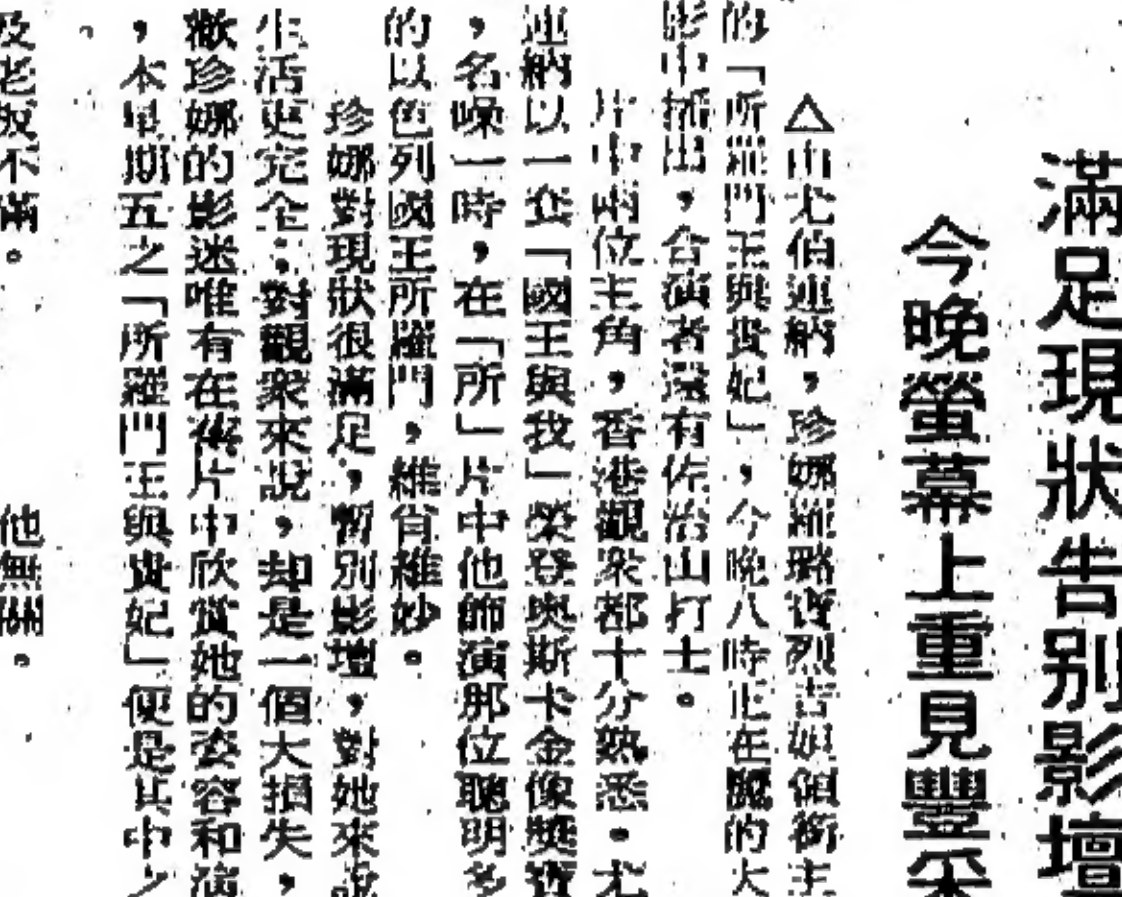 滿足現狀告別影壇
今晚螢幕上重見豐采
△由尤伯連納,珍娜羅璐寶烈吉妲領銜主
的「所羅門王與貴妃」,今晚八時正在麗的大
影中播出,合演者還有佐治山打士。
片中兩位主角,香港觀眾都十分熟悉。尤
連納以一套「國王與我」榮登奧斯卡金像獎寶
,名噪一時,在「所」片中他飾演那位聰明多
的以色列國王所羅門,維肖維妙。
珍娜對現狀很滿足,暫別影壇,對她來說
生活更完全;對觀眾來說,却是一個大損失,
歡珍娜的影迷唯有在舊片中欣賞她的姿容和演
,本星期五之「所羅門王與貴妃」便是其中之
。
及老板不滿。
他無關。